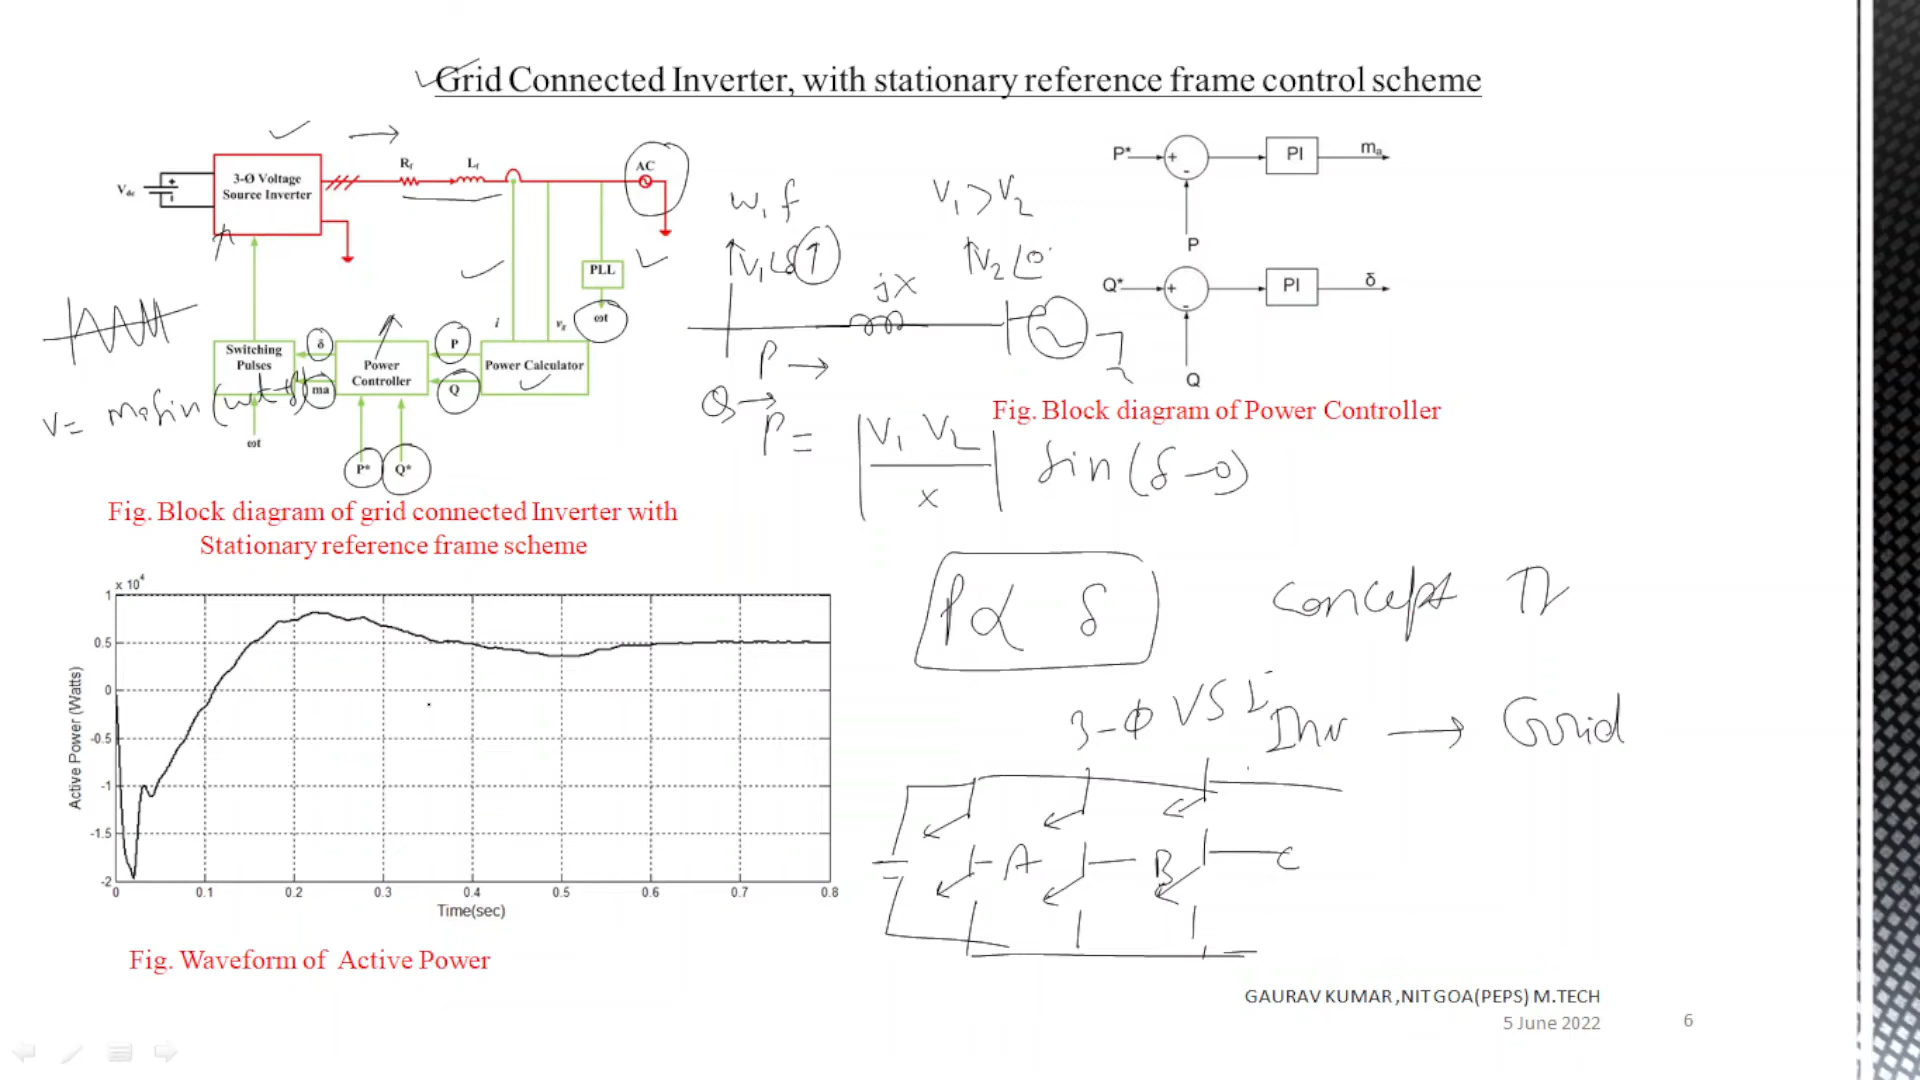 Grid Connected Inverter, with stationary reference frame control scheme
Vdc
3-Ø Voltage
Source Inverter
Rf
Lf
AC
PLL
ωt
i
vg
Switching
Pulses
δ
ma
Power
Controller
P
Q
Power Calculator
ωt
P*
Q*
V= ma sin (wt+δ)
Fig. Block diagram of grid connected Inverter with
Stationary reference frame scheme
w, f
V₁>V₂
V₁∠δ↑
V₂∠0
jX
P →
Q →
P = |V₁ V₂ / x| sin (δ-0)
P*
+
-
PI
ma
P
Q*
+
-
PI
δ
Q
Fig. Block diagram of Power Controller
P∝ δ
concept
3-ϕ VSI
Inv → Grid
A
B
C
x 10⁴
1
0.5
0
-0.5
-1
-1.5
-2
Active Power (Watts)
0 0.1 0.2 0.3 0.4 0.5 0.6 0.7 0.8
Time(sec)
Fig. Waveform of Active Power
GAURAV KUMAR ,NIT GOA(PEPS) M.TECH
5 June 2022
6